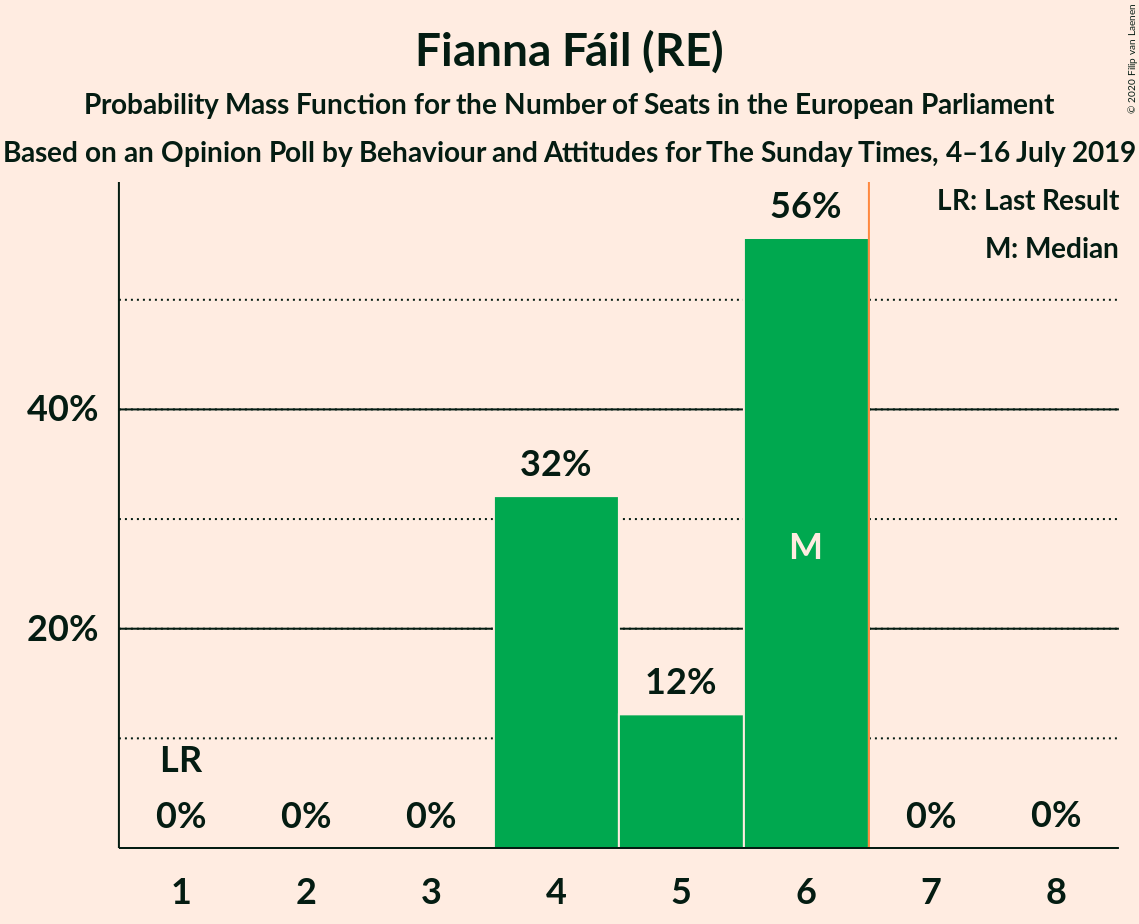 Fianna Fáil (RE)
Probability Mass Function for the Number of Seats in the European Parliament
Based on an Opinion Poll by Behaviour and Attitudes for The Sunday Times, 4–16 July 2019
© 2020 Filip van Laenen
LR: Last Result
M: Median
56%
40%
32%
M
20%
12%
LR
0%
0%
0%
0%
0%
1
2
3
4
5
6
7
8